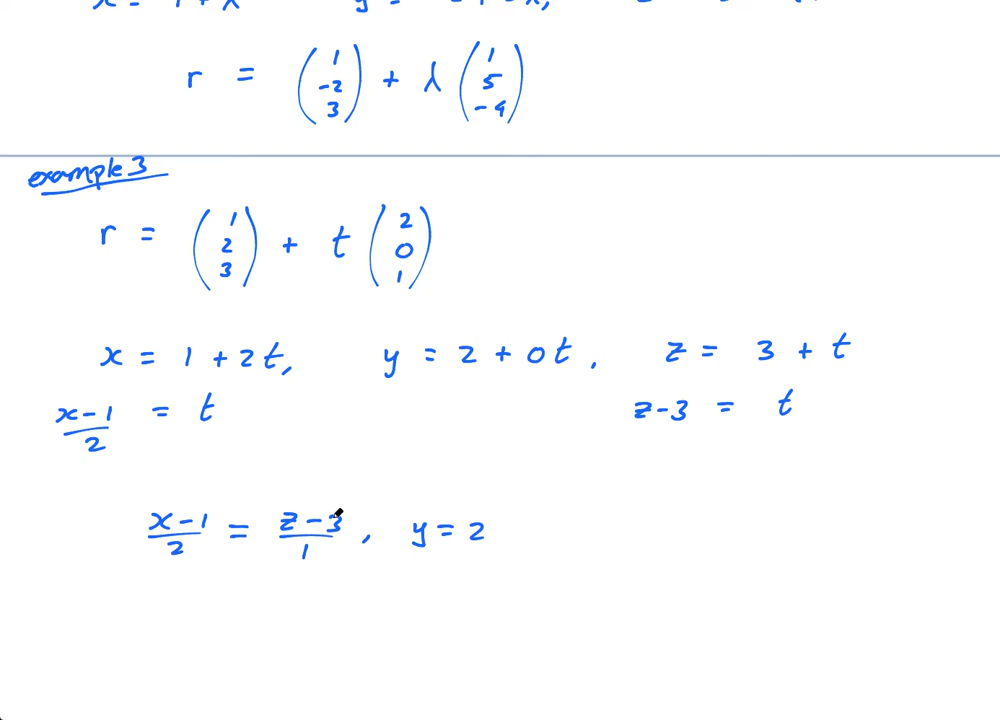 r = (1 -2 3) + λ (1 5 -4)
example 3
r = (1 2 3) + t (2 0 1)
x = 1 + 2t, y = 2 + 0t, z = 3 + t
x-1/2 = t z-3 = t
x-1/2 = z-3/1, y = 2